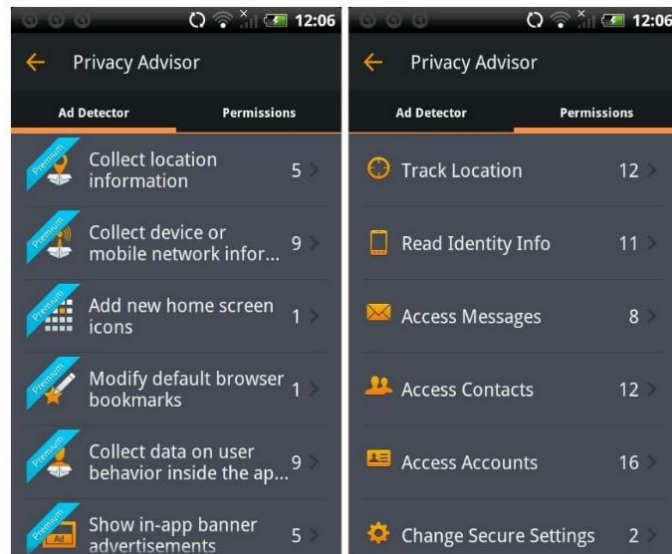 12:06
Privacy Advisor
Ad Detector Permissions
Premium
Collect location
information
5
Premium
Collect device or
mobile network infor...
9
Premium
Add new home screen
icons
1
Premium
Modify default browser
bookmarks
1
Premium
Collect data on user
behavior inside the ap...
9
Premium
Ad
Show in-app banner
advertisements
5
12:06
Privacy Advisor
Ad Detector Permissions
Track Location 12
Read Identity Info 11
Access Messages 8
Access Contacts 12
Access Accounts 16
Change Secure Settings 2